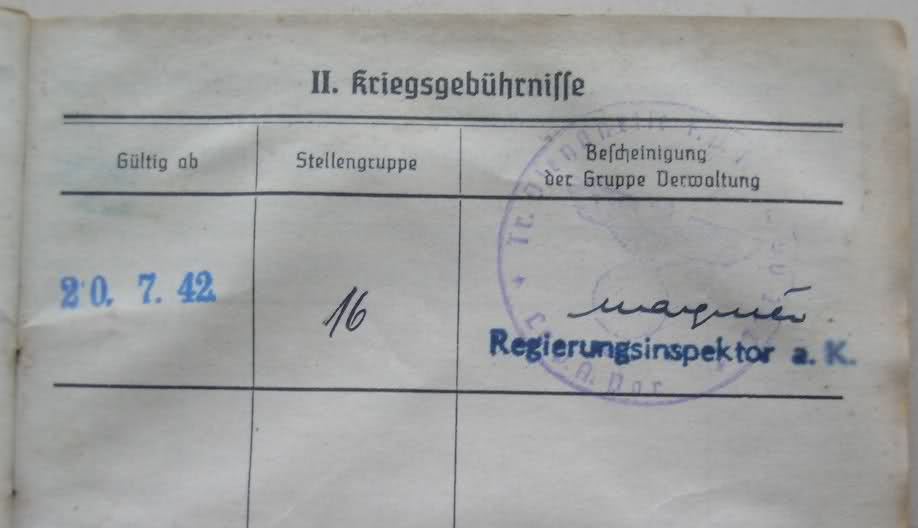 II. Kriegsgebührnisse
Gültig ab
Stellengruppe
Bescheinigung
der Gruppe Verwaltung
20. 7. 42
16
Regierungsinspektor a. K.